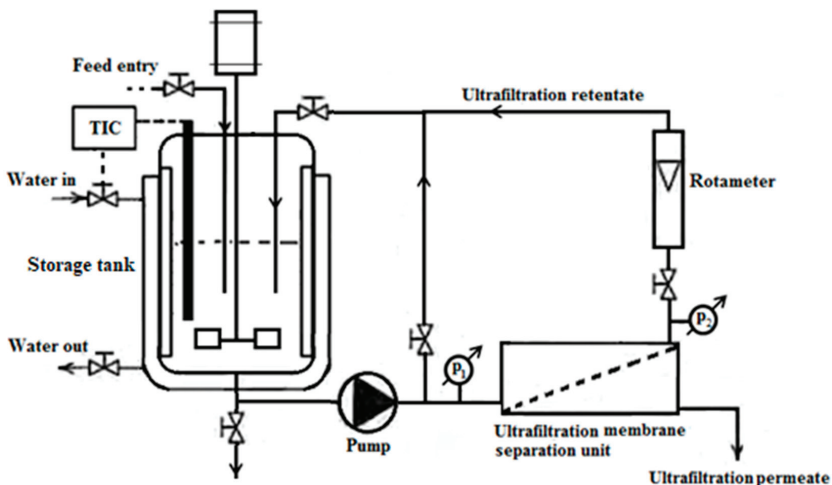 Feed entry
Ultrafiltration retentate
TIC
Water in
Rotameter
Storage tank
P1
P2
Water out
Pump
Ultrafiltration membrane
separation unit
Ultrafiltration permeate